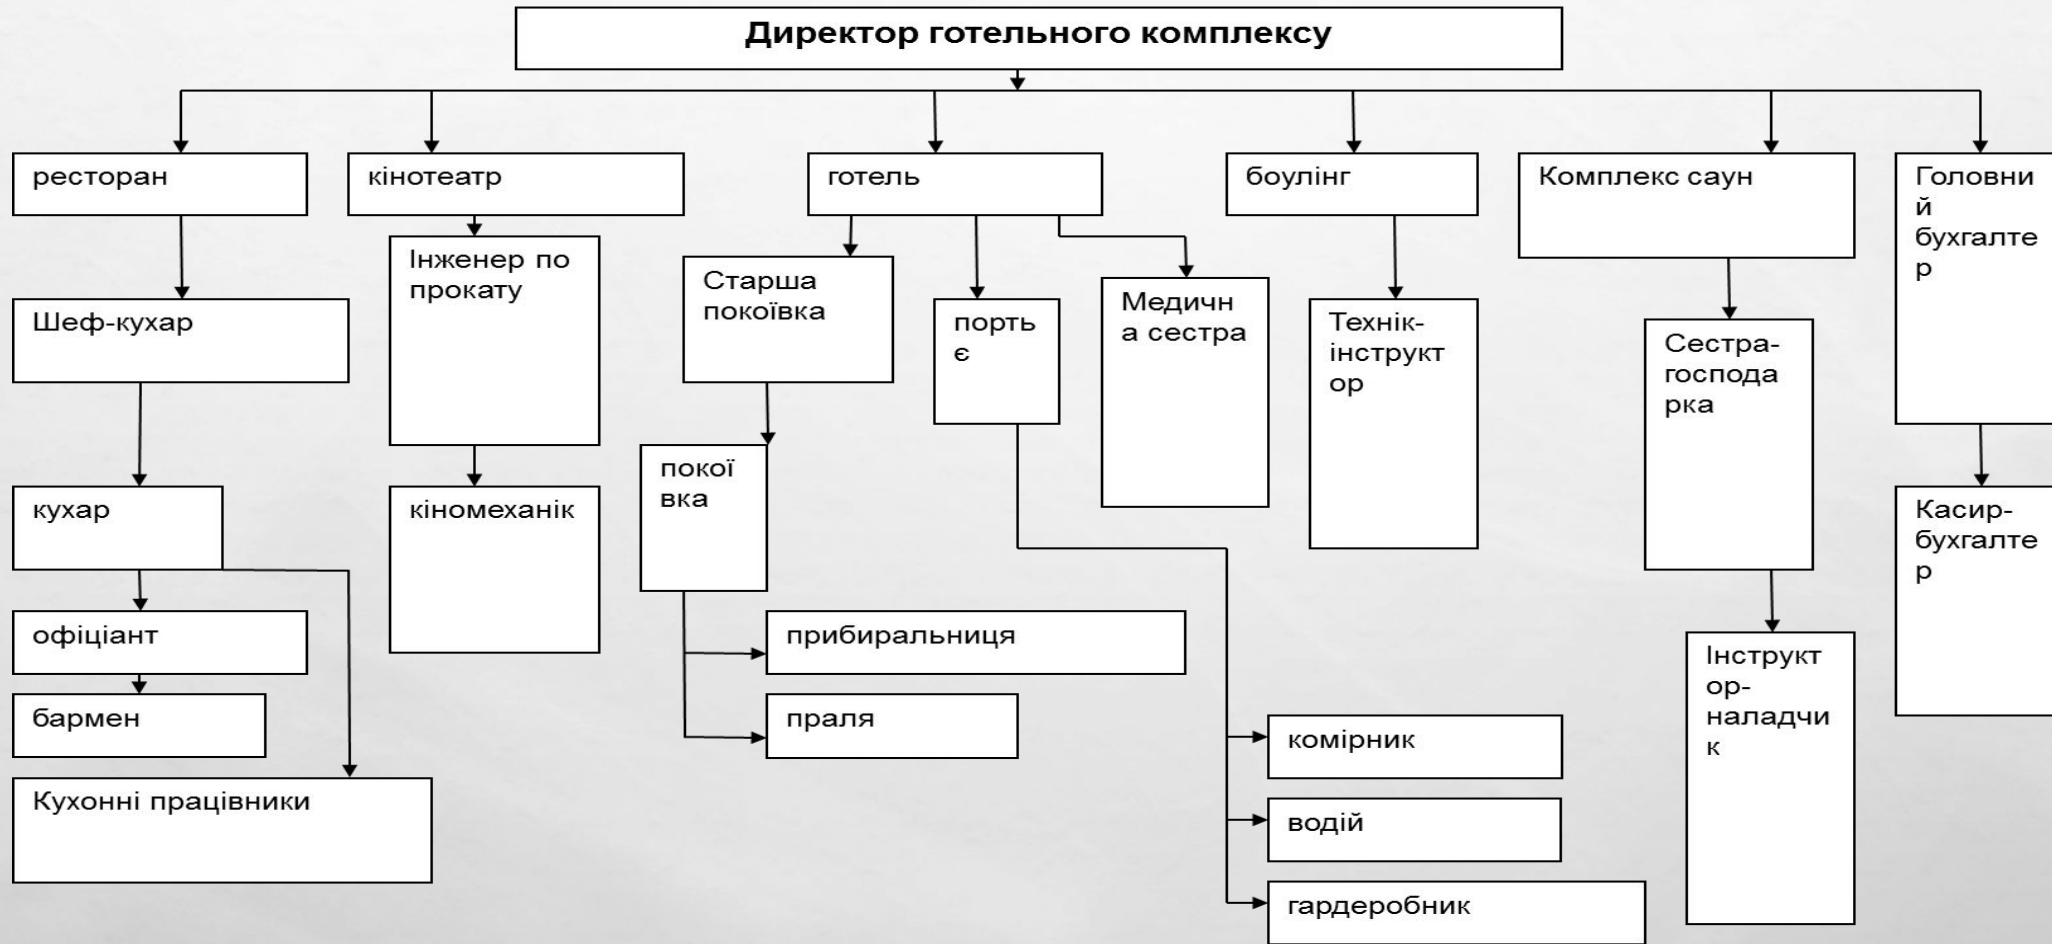 Директор готельного комплексу
ресторан
кінотеатр
готель
боулінг
Комплекс саун
Головни
й
бухгалте
р
Шеф-кухар
Інженер по
прокату
Старша
покоївка
порть
є
Медичн
а сестра
Технік-
інструкт
ор
Сестра-
господа
рка
кухар
кіномеханік
покої
вка
Касир-
бухгалте
р
офіціант
прибиральниця
Інструкт
ор-
наладчи
к
бармен
праля
комірник
Кухонні працівники
водій
гардеробник